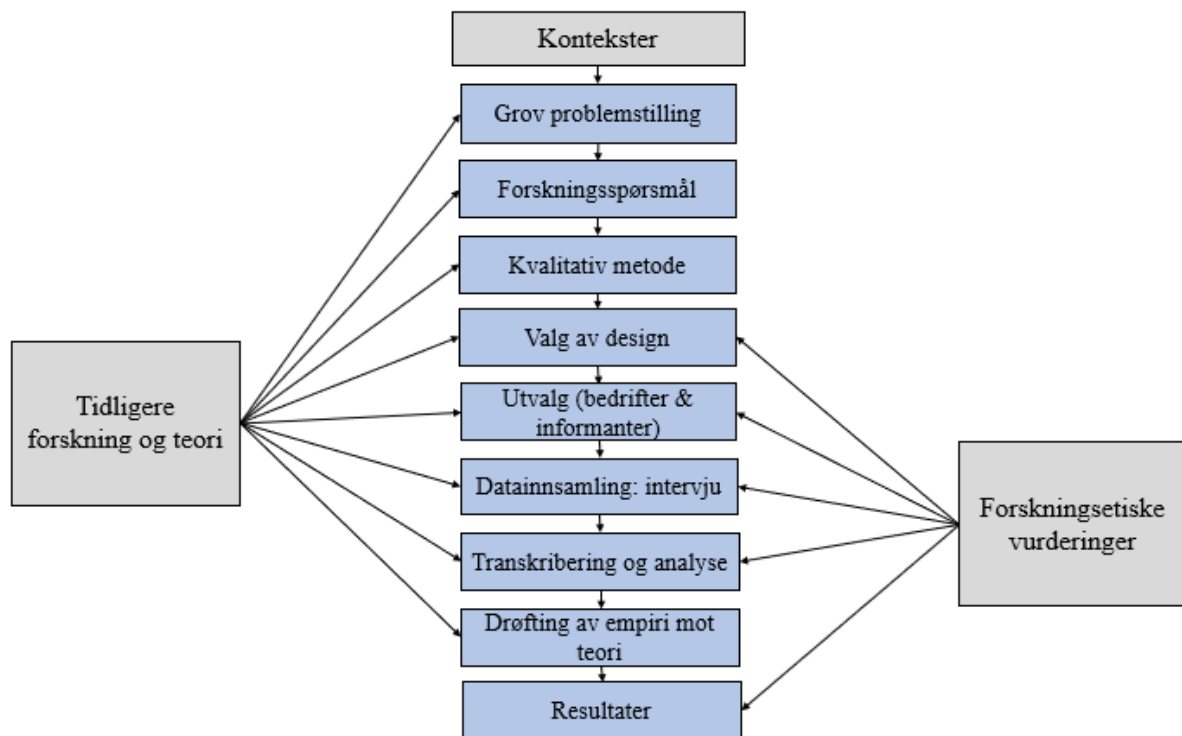 Kontekster
Grov problemstilling
Forskningsspørsmål
Kvalitativ metode
Valg av design
Utvalg (bedrifter &
informanter)
Datainnsamling: intervju
Transkribering og analyse
Drøfting av empiri mot
teori
Resultater
Tidligere
forskning og teori
Forskningsetiske
vurderinger